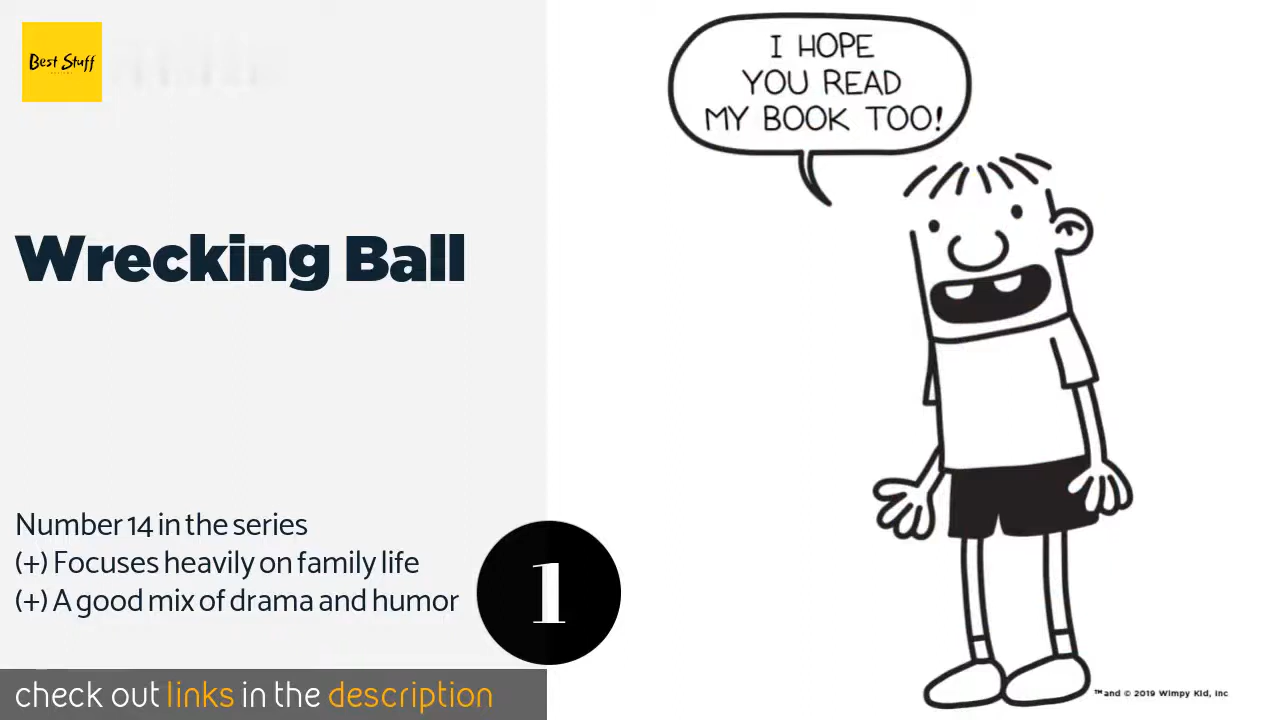 Best Stuff
I HOPE
YOU READ
MY BOOK TOO!
Wrecking Ball
Number 14 in the series
(+) Focuses heavily on family life
(+) A good mix of drama and humor
1
check out links in the description
™and © 2019 Wimpy Kid, Inc